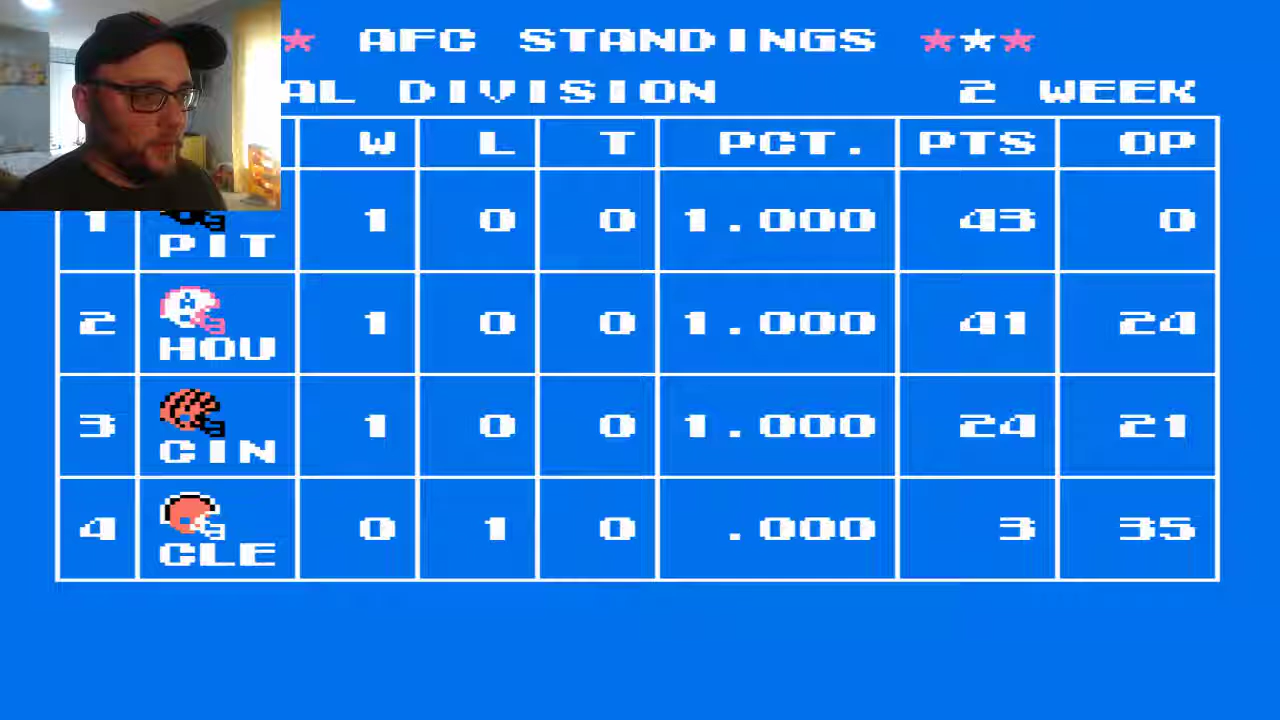 AFC STANDINGS
AL DIVISION 2 WEEK
W L T PCT. PTS OP
1 PIT 1 0 0 1.000 43 0
2 A HOU 1 0 0 1.000 41 24
3 CIN 1 0 0 1.000 24 21
4 CLE 0 1 0 .000 3 35